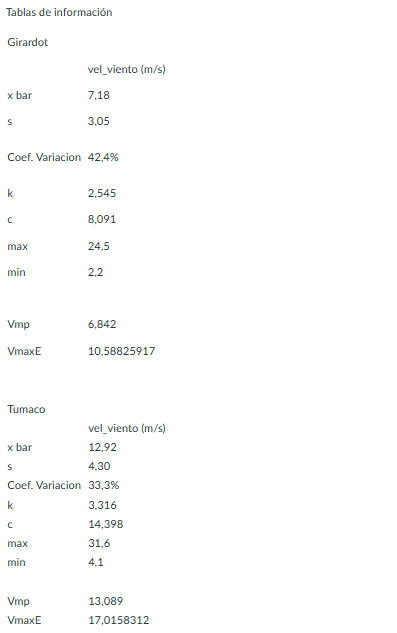 Tablas de información
Girardot
vel_viento (m/s)
x bar 7,18
s 3,05
Coef. Variacion 42,4%
k 2,545
c 8,091
max 24,5
min 2,2
Vmp 6,842
VmaxE 10,58825917
Tumaco
vel_viento (m/s)
x bar 12,92
s 4,30
Coef. Variacion 33,3%
k 3,316
c 14,398
max 31,6
min 4,1
Vmp 13,089
VmaxE 17,0158312